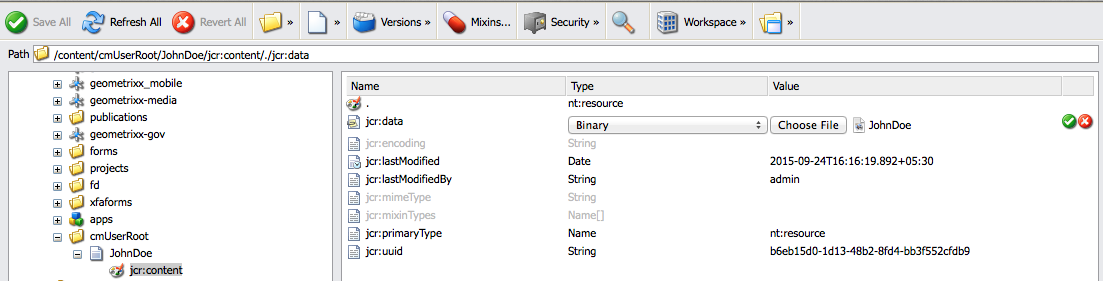 Save All Refresh All Revert All » » Versions » Mixins... Security » Workspace » »
Path /content/cmUserRoot/JohnDoe/jcr:content/./jcr:data
geometrixx_mobile
geometrixx-media
publications
geometrixx-gov
forms
projects
fd
xfaforms
apps
cmUserRoot
JohnDoe
jcr:content
Name Type Value
. nt:resource
jcr:data Binary Choose File JohnDoe
jcr:encoding String
jcr:lastModified Date 2015-09-24T16:16:19.892+05:30
jcr:lastModifiedBy String admin
jcr:mimeType String
jcr:mixinTypes Name[]
jcr:primaryType Name nt:resource
jcr:uuid String b6eb15d0-1d13-48b2-8fd4-bb3f552cfdb9